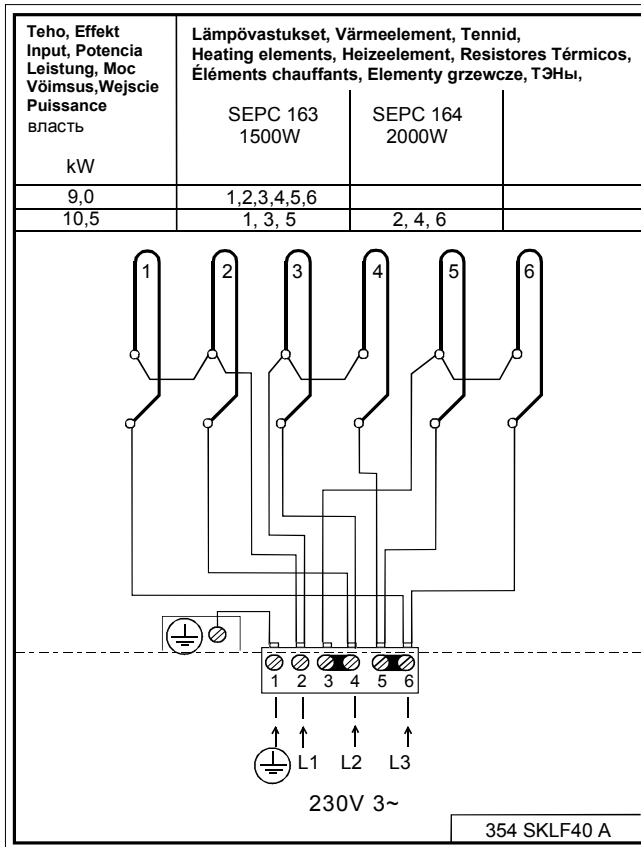 Teho, Effekt
Input, Potencia
Leistung, Moc
Võimsus,Wejscie
Puissance
власть
kW
Lämpövastukset, Värmeelement, Tennid,
Heating elements, Heizeelement, Resistores Térmicos,
Éléments chauffants, Elementy grzewcze, ТЭНы,
SEPC 163
1500W
SEPC 164
2000W
9,0 1,2,3,4,5,6
10,5 1, 3, 5 2, 4, 6
1 2 3 4 5 6
1 2 3 4 5 6
L1 L2 L3
230V 3~
354 SKLF40 A